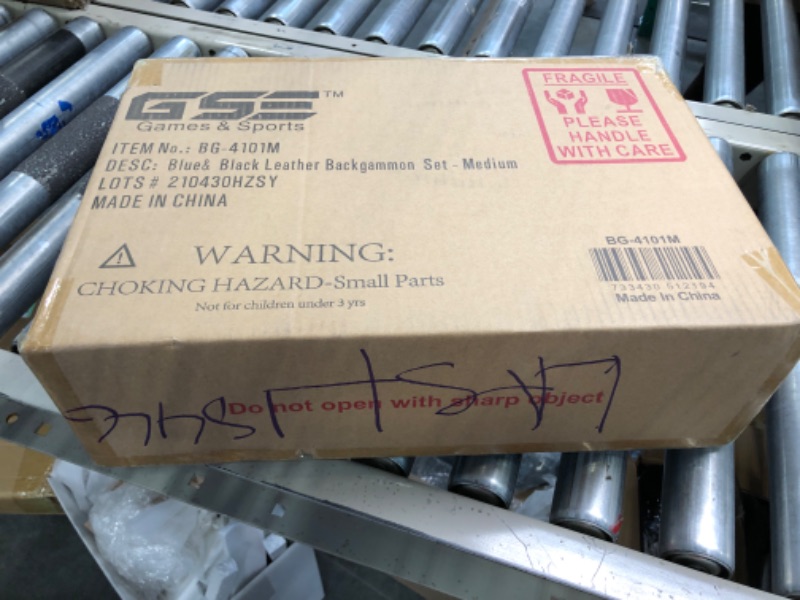 GSE™
Games & Sports
ITEM No.: BG-4101M
DESC: Blue& Black Leather Backgammon Set - Medium
LOTS # 210430HZSY
MADE IN CHINA
FRAGILE
PLEASE
HANDLE
WITH CARE
WARNING:
CHOKING HAZARD-Small Parts
Not for children under 3 yrs
BG-4101M
733430 512194
Made In China
Do not open with sharp object
LAST